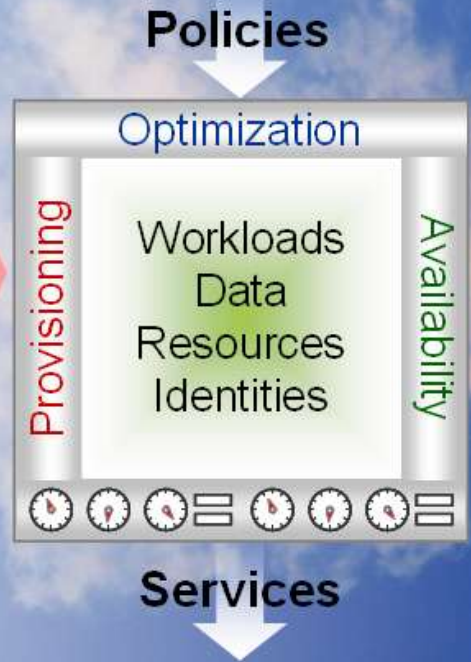 Policies
Optimization
Provisioning
Workloads
Data
Resources
Identities
Availability
Services